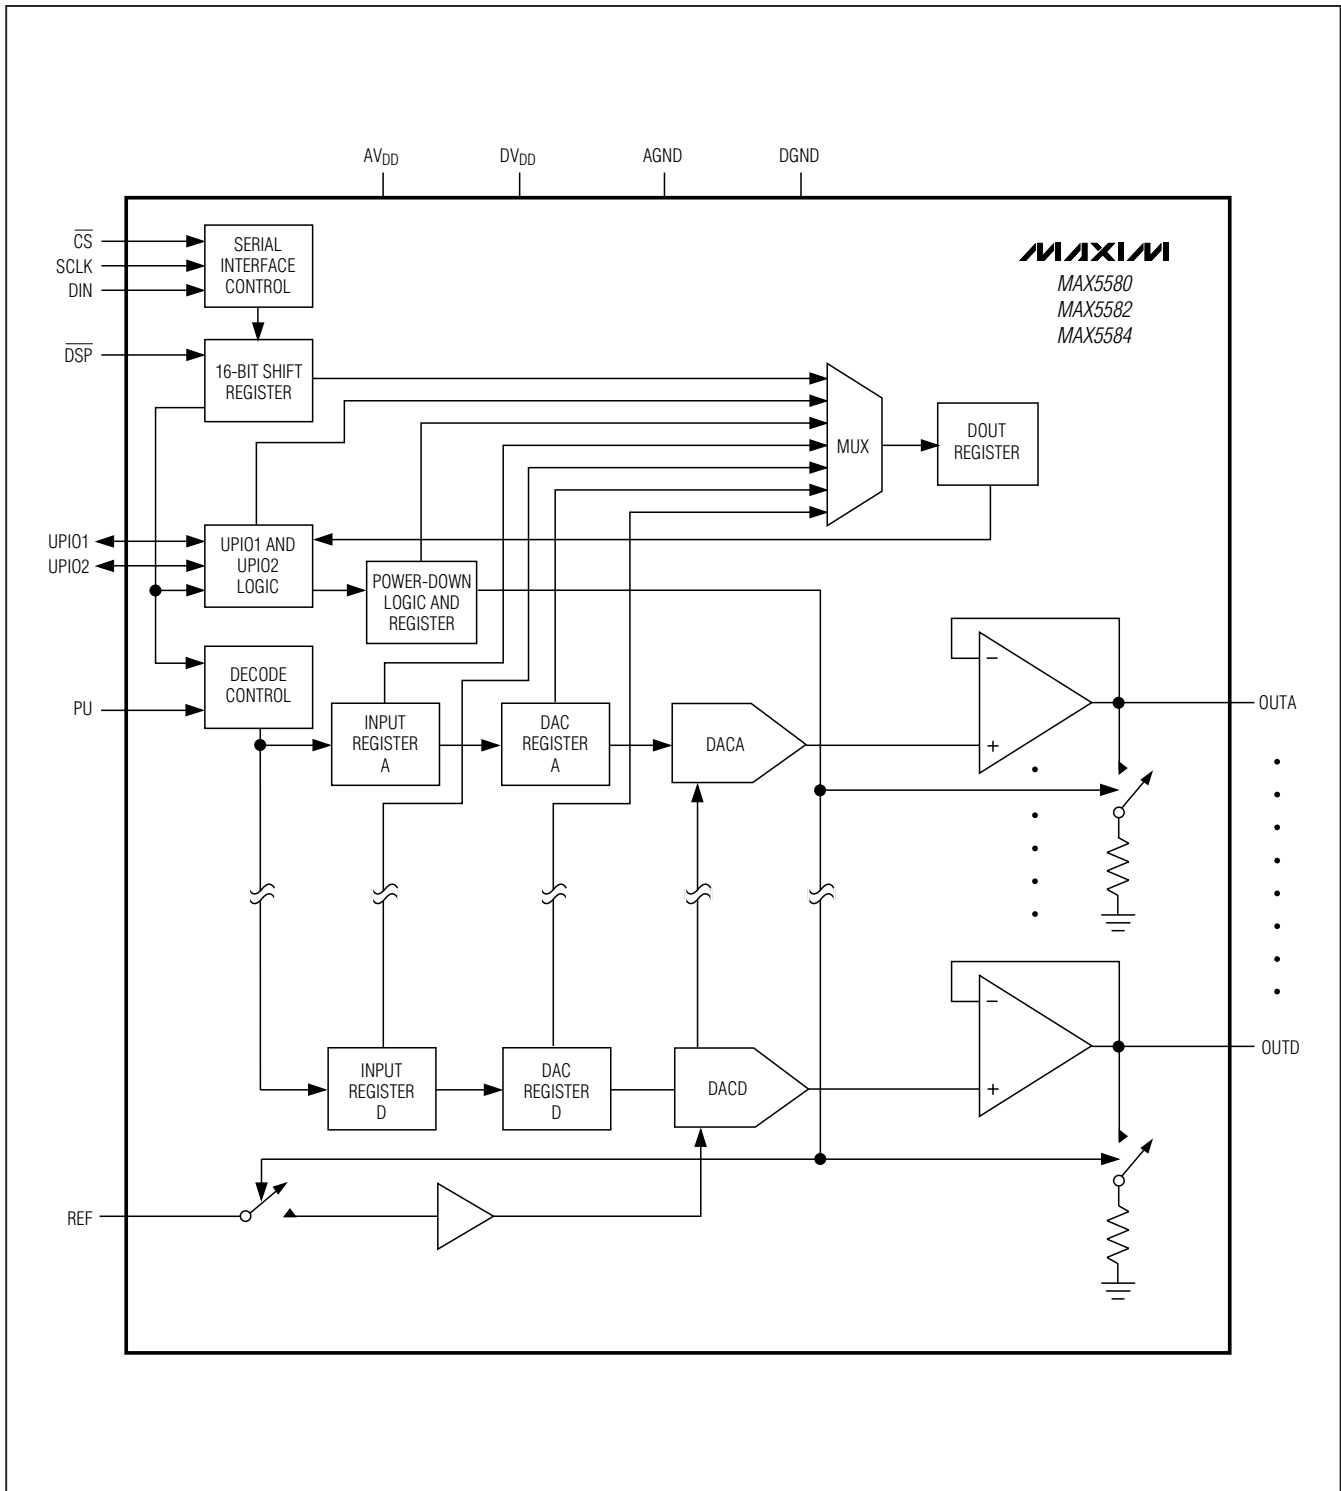 AVDD
DVDD
AGND
DGND
CS
SCLK
DIN
SERIAL
INTERFACE
CONTROL
MAXIM
MAX5580
MAX5582
MAX5584
DSP
16-BIT SHIFT
REGISTER
MUX
DOUT
REGISTER
UPIO1
UPIO2
UPIO1 AND
UPIO2
LOGIC
POWER-DOWN
LOGIC AND
REGISTER
DECODE
CONTROL
PU
INPUT
REGISTER
A
DAC
REGISTER
A
DACA
−
+
OUTA
INPUT
REGISTER
D
DAC
REGISTER
D
DACD
−
+
OUTD
REF